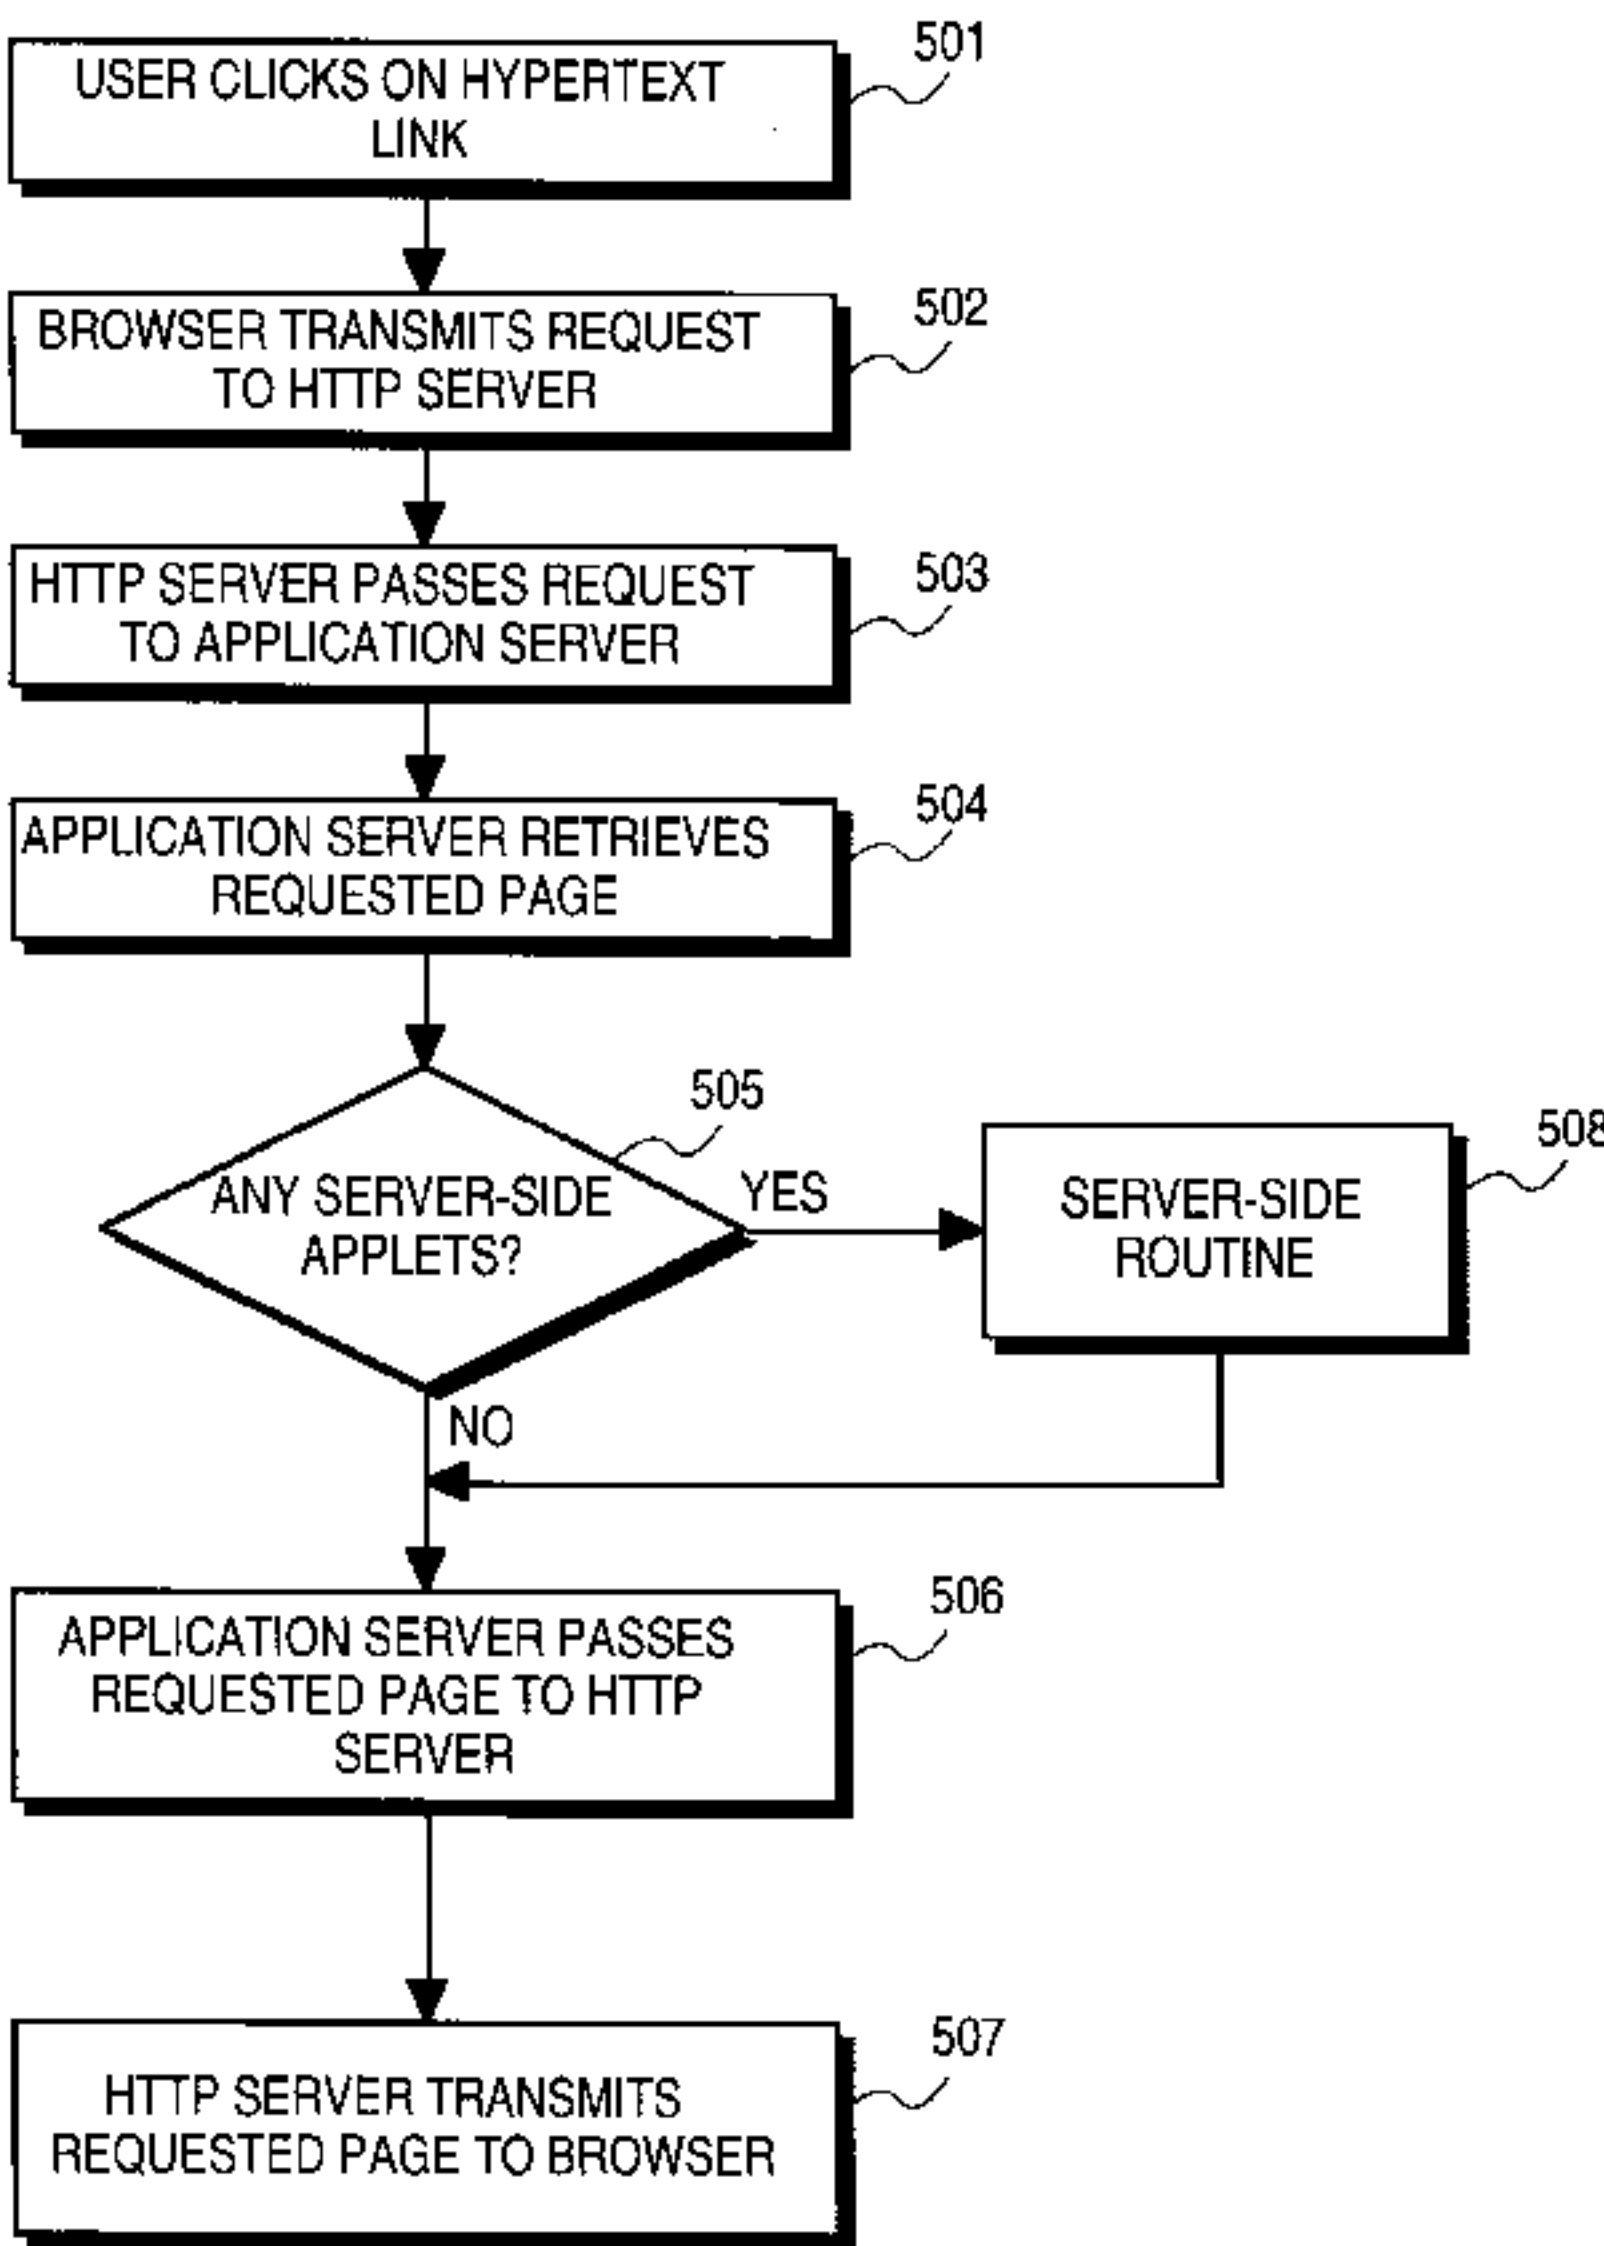 USER CLICKS ON HYPERTEXT
LINK
501
BROWSER TRANSMITS REQUEST
TO HTTP SERVER
502
HTTP SERVER PASSES REQUEST
TO APPLICATION SERVER
503
APPLICATION SERVER RETRIEVES
REQUESTED PAGE
504
505
ANY SERVER-SIDE
APPLETS?
YES
SERVER-SIDE
ROUTINE
508
NO
APPLICATION SERVER PASSES
REQUESTED PAGE TO HTTP
SERVER
506
HTTP SERVER TRANSMITS
REQUESTED PAGE TO BROWSER
507